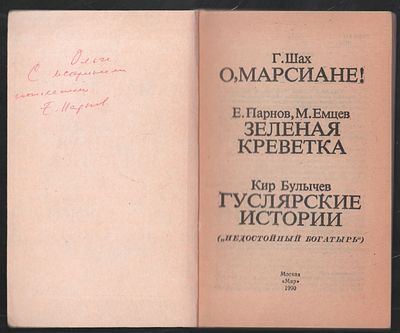 Ольге
С
Е. Парнов
Г. Шах
О, МАРСИАНЕ!
Е. Парнов, М. Емцев
ЗЕЛЕНАЯ
КРЕВЕТКА
Кир Булычев
ГУСЛЯРСКИЕ
ИСТОРИИ
(„НЕДОСТОЙНЫЙ БОГАТЫРЬ“)
Москва
«Мир»
1990